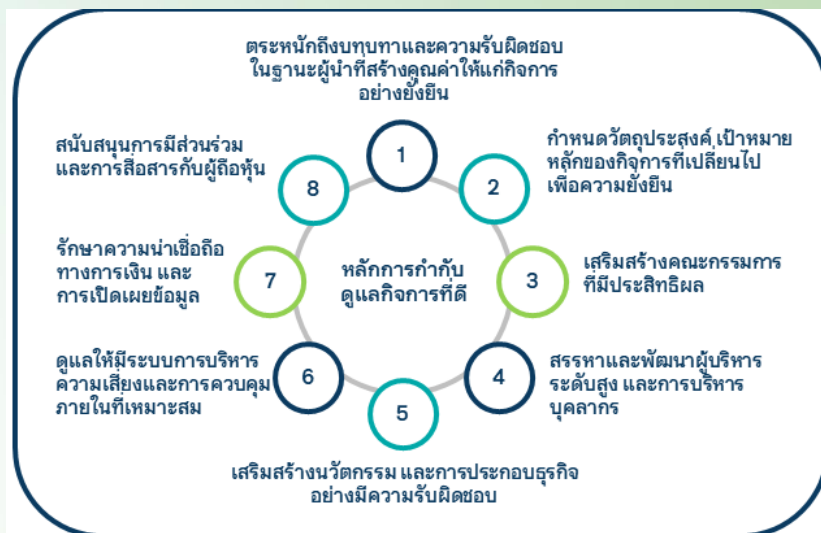 ตระหนักถึงบทบทาและความรับผิดชอบ
ในฐานะผู้นำที่สร้างคุณค่าให้แก่กิจการ
อย่างยั่งยืน
1
กำหนดวัตถุประสงค์ เป้าหมาย
หลักของกิจการที่เปลี่ยนไป
เพื่อความยั่งยืน
2
เสริมสร้างคณะกรรมการ
ที่มีประสิทธิผล
3
สรรหาและพัฒนาผู้บริหาร
ระดับสูง และการบริหาร
บุคลากร
4
5
เสริมสร้างนวัตกรรม และการประกอบธุรกิจ
อย่างมีความรับผิดชอบ
ดูแลให้มีระบบการบริหาร
ความเสี่ยงและการควบคุม
ภายในที่เหมาะสม
6
รักษาความน่าเชื่อถือ
ทางการเงิน และ
การเปิดเผยข้อมูล
7
สนับสนุนการมีส่วนร่วม
และการสื่อสารกับผู้ถือหุ้น
8
หลักการกำกับ
ดูแลกิจการที่ดี